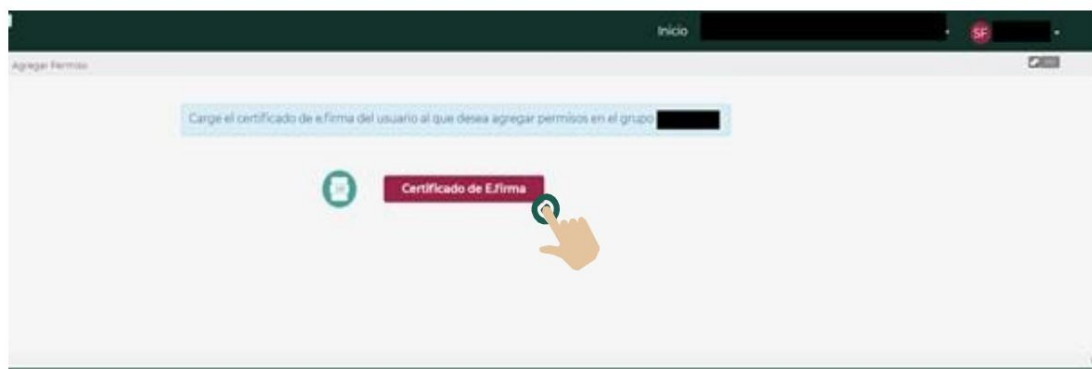 Inicio
SF
Agregar Permiso
Carge el certificado de e.firma del usuario al que desea agregar permisos en el grupo
Certificado de E.firma